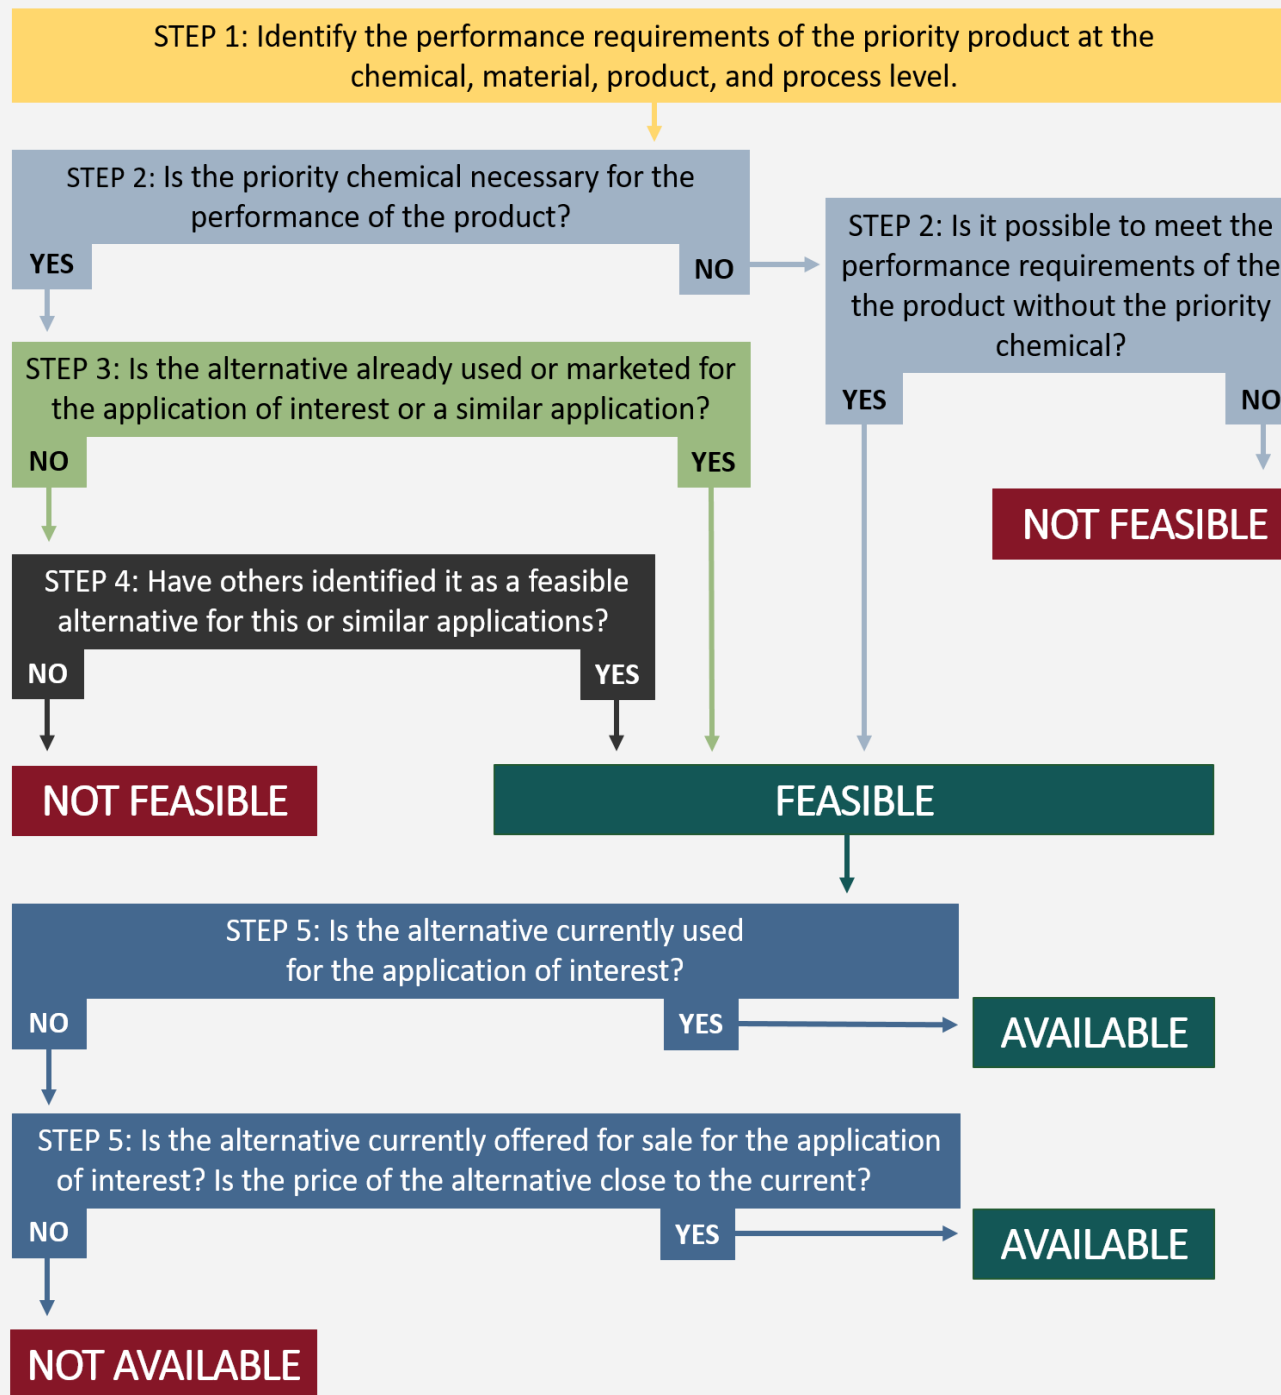 STEP 1: Identify the performance requirements of the priority product at the
chemical, material, product, and process level.
STEP 2: Is the priority chemical necessary for the
performance of the product?
YES
NO
STEP 2: Is it possible to meet the
performance requirements of the
the product without the priority
chemical?
YES
NO
NOT FEASIBLE
STEP 3: Is the alternative already used or marketed for
the application of interest or a similar application?
NO
YES
STEP 4: Have others identified it as a feasible
alternative for this or similar applications?
NO
YES
NOT FEASIBLE
FEASIBLE
STEP 5: Is the alternative currently used
for the application of interest?
NO
YES
AVAILABLE
STEP 5: Is the alternative currently offered for sale for the application
of interest? Is the price of the alternative close to the current?
NO
YES
AVAILABLE
NOT AVAILABLE